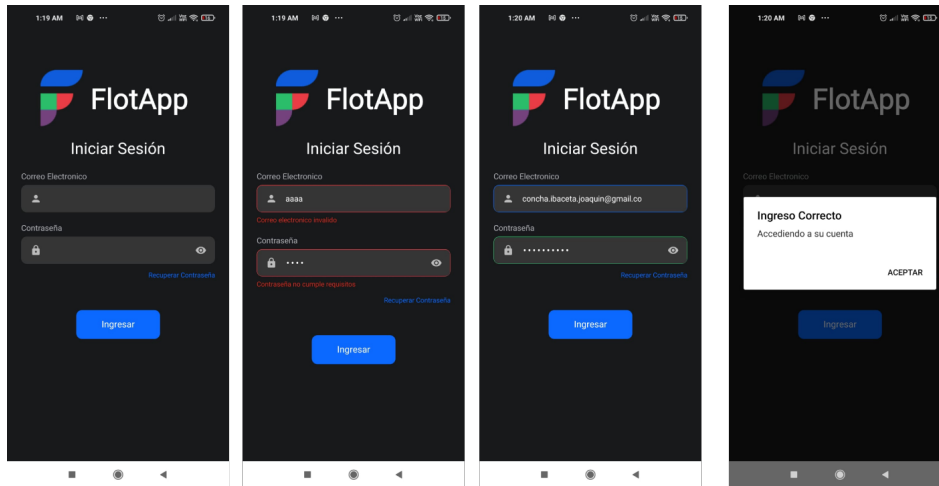 1:19 AM
FlotApp
Iniciar Sesión
Correo Electronico
Contraseña
Recuperar Contraseña
Ingresar
1:19 AM
FlotApp
Iniciar Sesión
Correo Electronico
aaaa
Correo electronico invalido
Contraseña
••••
Contraseña no cumple requisitos
Recuperar Contraseña
Ingresar
1:20 AM
FlotApp
Iniciar Sesión
Correo Electronico
concha.ibaceta.joaquin@gmail.co
Contraseña
••••••••••
Recuperar Contraseña
Ingresar
1:20 AM
FlotApp
Iniciar Sesión
Correo Electronico
Ingreso Correcto
Accediendo a su cuenta
ACEPTAR
Ingresar